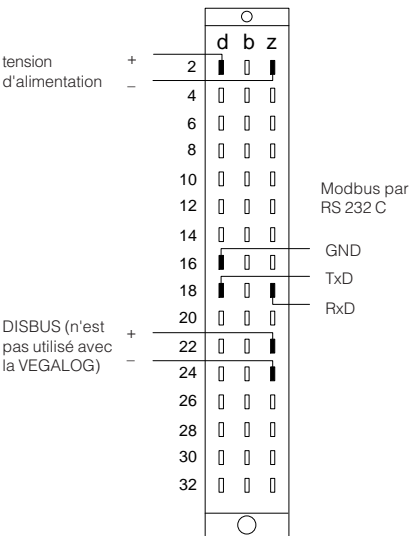 d b z
tension
d'alimentation
+
–
2
4
6
8
10
12
14
16
18
20
22
24
26
28
30
32
Modbus par
RS 232 C
GND
TxD
RxD
DISBUS (n'est
pas utilisé avec
la VEGALOG)
+
–